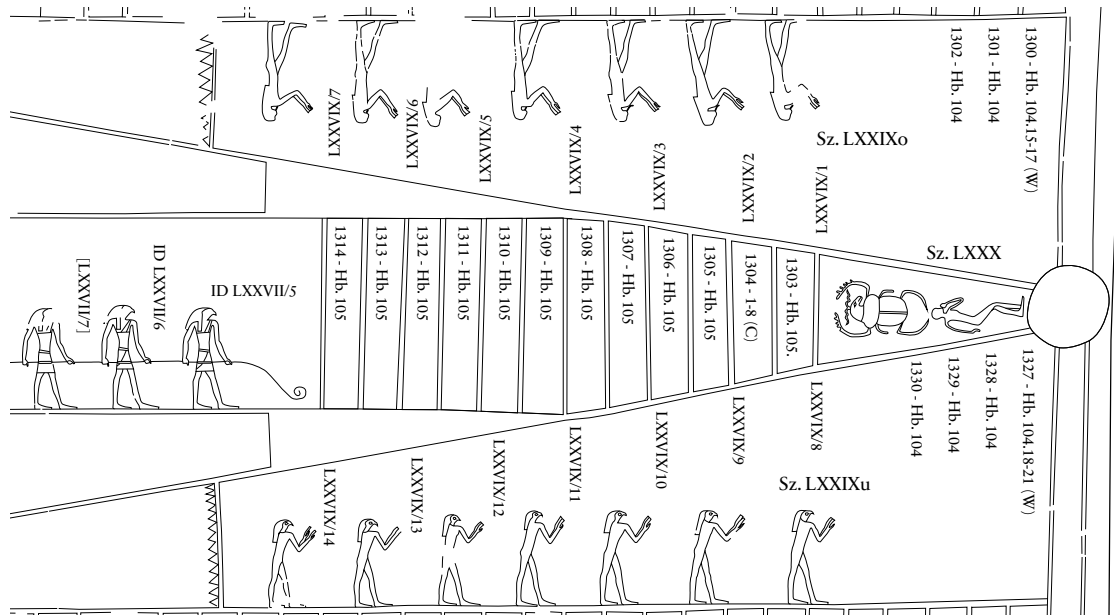 1302 - Hb. 104
1301 - Hb. 104
1300 - Hb. 104.15-17 (W)
Sz. LXXIXo
LXXVIX/7
LXXVIX/6
LXXVIX/5
LXXVIX/4
LXXVIX/3
LXXVIX/2
LXXVIX/1
Sz. LXXX
[LXXVII/7]
ID LXXVII/6
ID LXXVII/5
1314 - Hb. 105
1313 - Hb. 105
1312 - Hb. 105
1311 - Hb. 105
1310 - Hb. 105
1309 - Hb. 105
1308 - Hb. 105
1307 - Hb. 105
1306 - Hb. 105
1305 - Hb. 105
1304 - 1-8 (C)
1303 - Hb. 105.
1330 - Hb. 104
1329 - Hb. 104
1328 - Hb. 104
1327 - Hb. 104.18-21 (W)
LXXVIX/14
LXXVIX/13
LXXVIX/12
LXXVIX/11
LXXVIX/10
LXXVIX/9
LXXVIX/8
Sz. LXXIXu